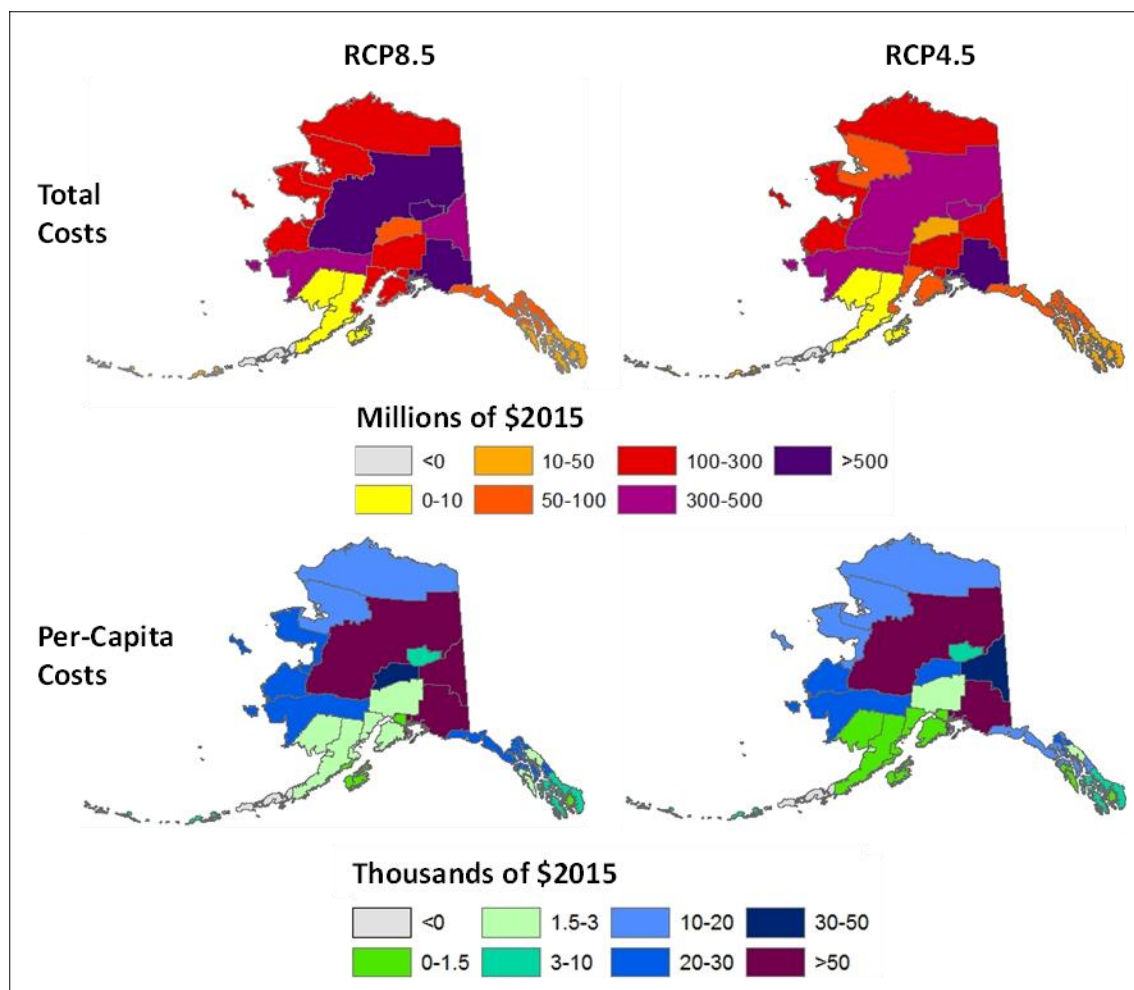 RCP8.5 RCP4.5
Total
Costs
Millions of $2015
<0 10-50 100-300 >500
0-10 50-100 300-500
Per-Capita
Costs
Thousands of $2015
<0 1.5-3 10-20 30-50
0-1.5 3-10 20-30 >50